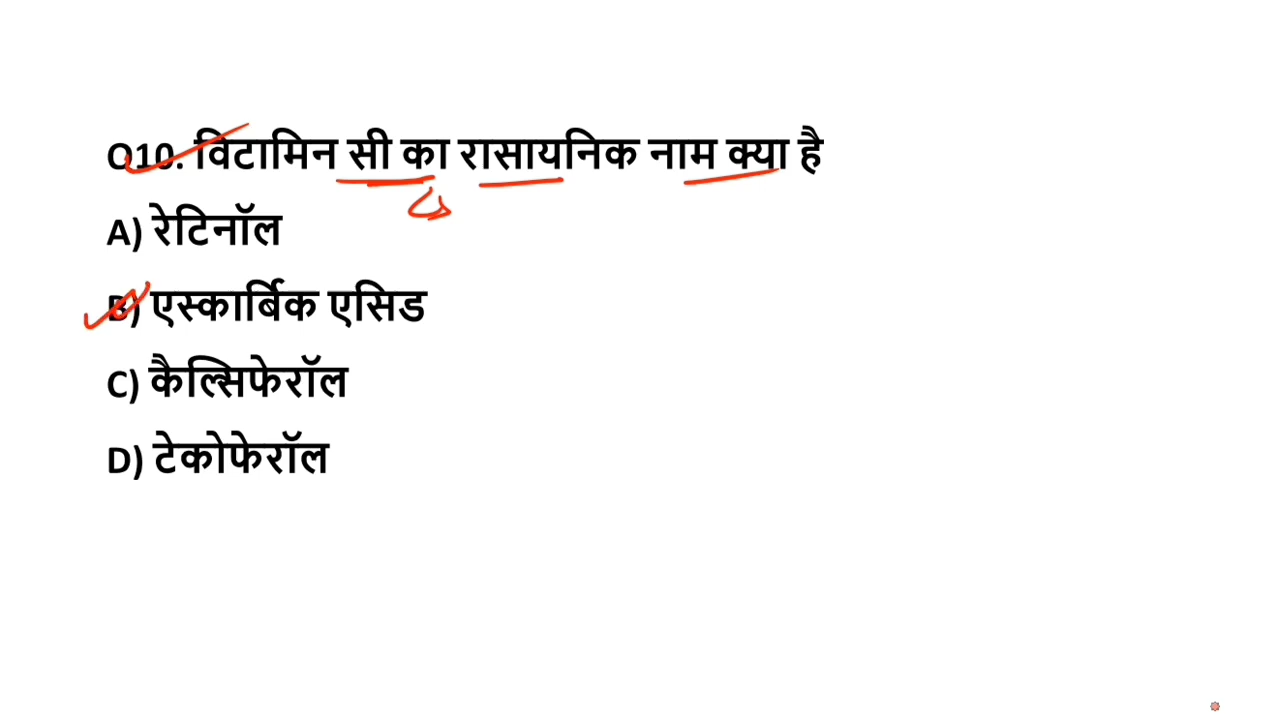 Q10. विटामिन सी का रासायनिक नाम क्या है
A) रेटिनॉल
B) एस्कार्बिक एसिड
C) कैल्सिफेरॉल
D) टेकोफेरॉल